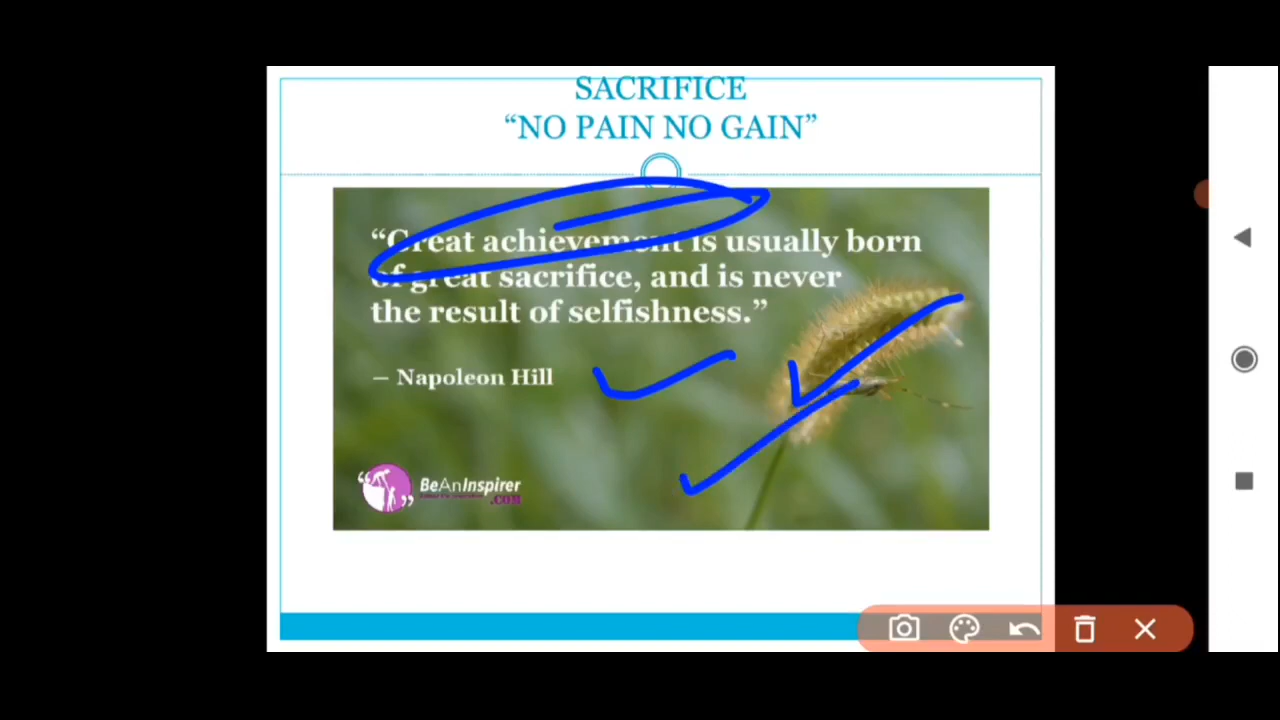 SACRIFICE
“NO PAIN NO GAIN”
“Great achievement is usually born
of great sacrifice, and is never
the result of selfishness.”
— Napoleon Hill
BeAnInspirer
.COM